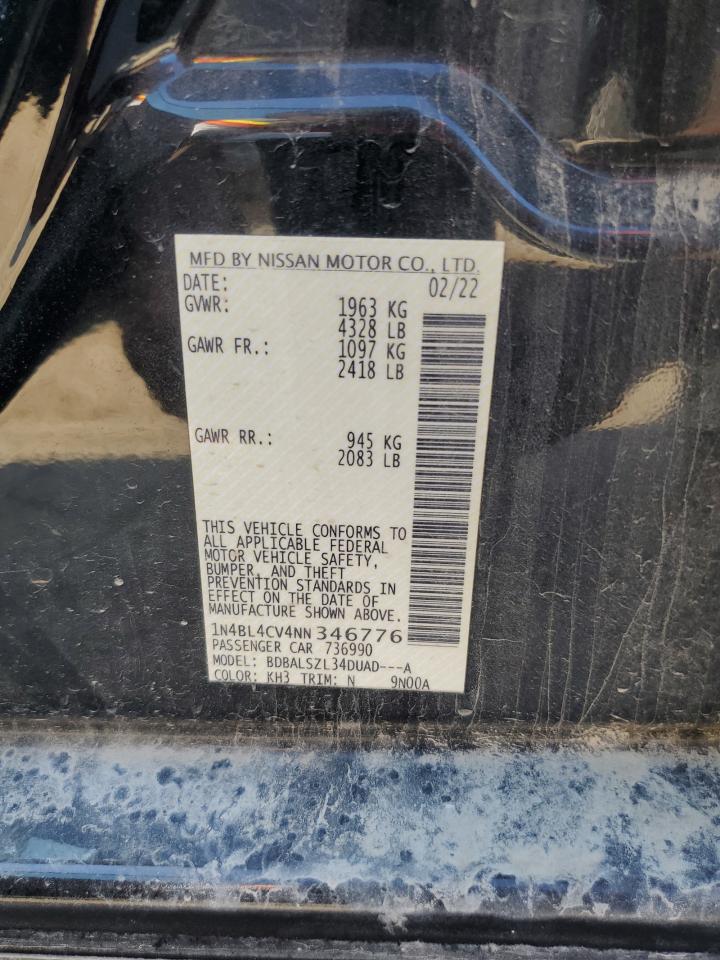 MFD BY NISSAN MOTOR CO., LTD.
DATE: 02/22
GVWR: 1963 KG
4328 LB
GAWR FR.: 1097 KG
2418 LB
GAWR RR.: 945 KG
2083 LB
THIS VEHICLE CONFORMS TO
ALL APPLICABLE FEDERAL
MOTOR VEHICLE SAFETY,
BUMPER, AND THEFT
PREVENTION STANDARDS IN
EFFECT ON THE DATE OF
MANUFACTURE SHOWN ABOVE.
1N4BL4CV4NN346776
PASSENGER CAR 736990
MODEL: BDBALSZL34DUAD---A
COLOR: KH3 TRIM: N 9N00A